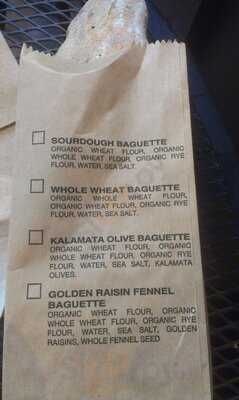 SOURDOUGH BAGUETTE
ORGANIC WHEAT FLOUR, ORGANIC
WHOLE WHEAT FLOUR, ORGANIC RYE
FLOUR, WATER, SEA SALT.
WHOLE WHEAT BAGUETTE
ORGANIC WHOLE WHEAT FLOUR,
ORGANIC WHEAT FLOUR, ORGANIC RYE
FLOUR, WATER, SEA SALT.
KALAMATA OLIVE BAGUETTE
ORGANIC WHEAT FLOUR, ORGANIC
WHOLE WHEAT FLOUR, ORGANIC RYE
FLOUR, WATER, SEA SALT, KALAMATA
OLIVES.
GOLDEN RAISIN FENNEL
BAGUETTE
ORGANIC WHEAT FLOUR, ORGANIC
WHOLE WHEAT FLOUR, ORGANIC RYE
FLOUR, WATER, SEA SALT, GOLDEN
RAISINS, WHOLE FENNEL SEED